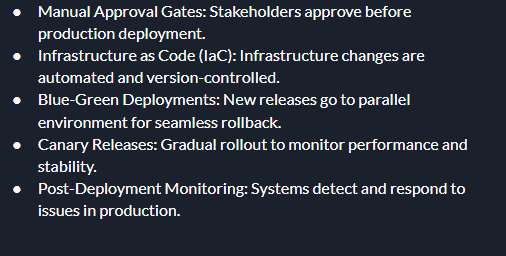 ● Manual Approval Gates: Stakeholders approve before
production deployment.
● Infrastructure as Code (IaC): Infrastructure changes are
automated and version-controlled.
● Blue-Green Deployments: New releases go to parallel
environment for seamless rollback.
● Canary Releases: Gradual rollout to monitor performance and
stability.
● Post-Deployment Monitoring: Systems detect and respond to
issues in production.